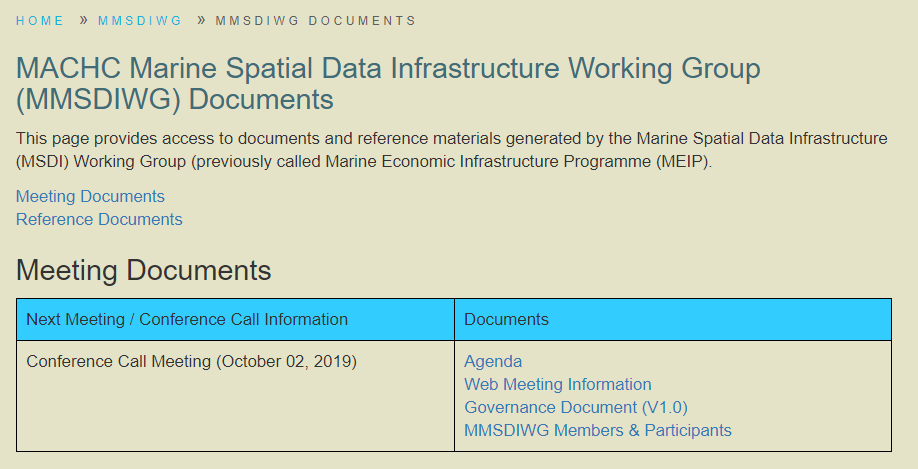 HOME » MMSDIWG » MMSDIWG DOCUMENTS
MACHC Marine Spatial Data Infrastructure Working Group
(MMSDIWG) Documents
This page provides access to documents and reference materials generated by the Marine Spatial Data Infrastructure
(MSDI) Working Group (previously called Marine Economic Infrastructure Programme (MEIP).
Meeting Documents
Reference Documents
Meeting Documents
Next Meeting / Conference Call Information Documents
Conference Call Meeting (October 02, 2019) Agenda
Web Meeting Information
Governance Document (V1.0)
MMSDIWG Members & Participants